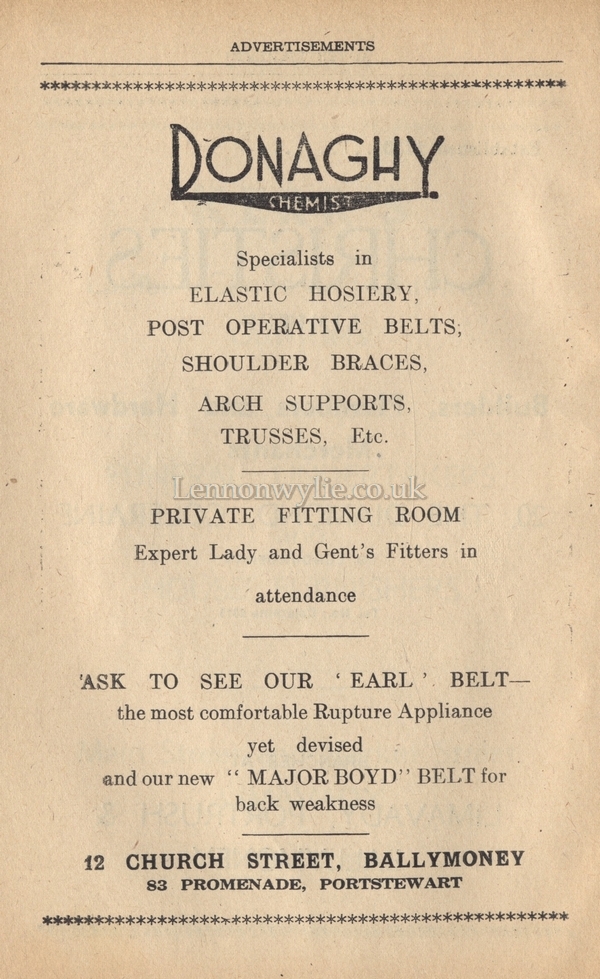 ADVERTISEMENTS
DONAGHY
CHEMIST
Specialists in
ELASTIC HOSIERY,
POST OPERATIVE BELTS,
SHOULDER BRACES,
ARCH SUPPORTS,
TRUSSES, Etc.
Lennonwylie.co.uk
PRIVATE FITTING ROOM
Expert Lady and Gent's Fitters in
attendance
ASK TO SEE OUR ' EARL ' BELT—
the most comfortable Rupture Appliance
yet devised
and our new " MAJOR BOYD" BELT for
back weakness
12 CHURCH STREET, BALLYMONEY
83 PROMENADE, PORTSTEWART